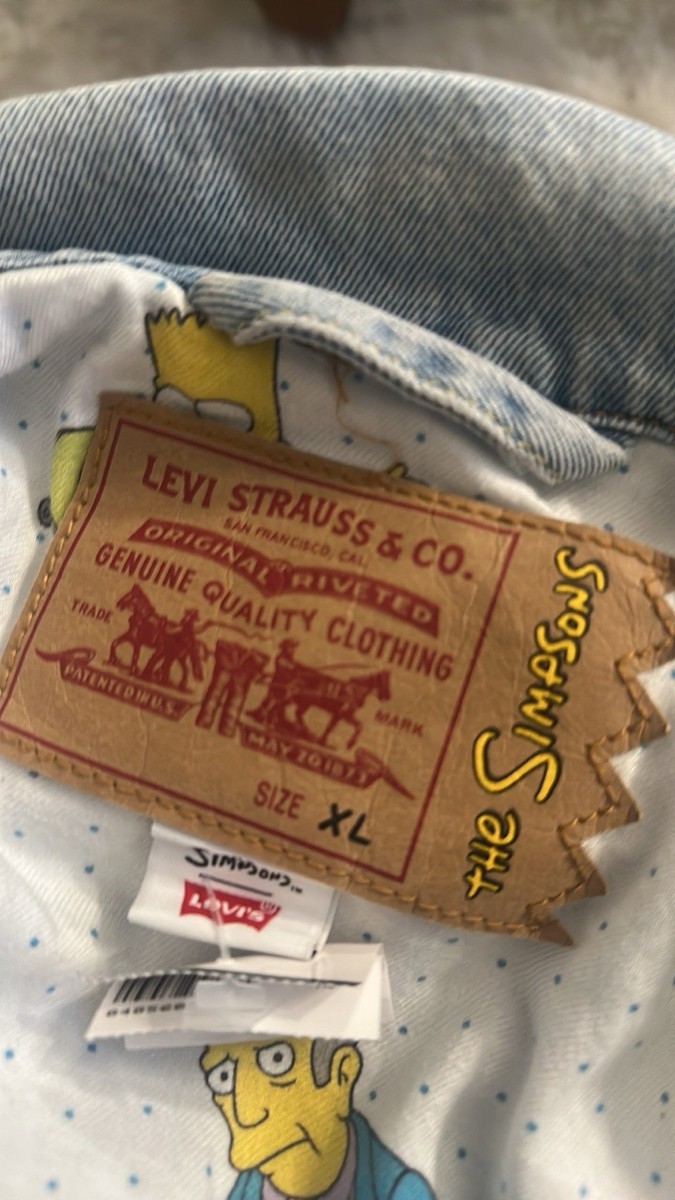 LEVI STRAUSS & CO.
SAN FRANCISCO, CAL.
ORIGINAL RIVETED
GENUINE QUALITY CLOTHING
TRADE MARK
PATENTED IN U.S. MAY 20 1873
SIZE XL
THE SIMPSONS
SIMPSONS™
LEVI'S